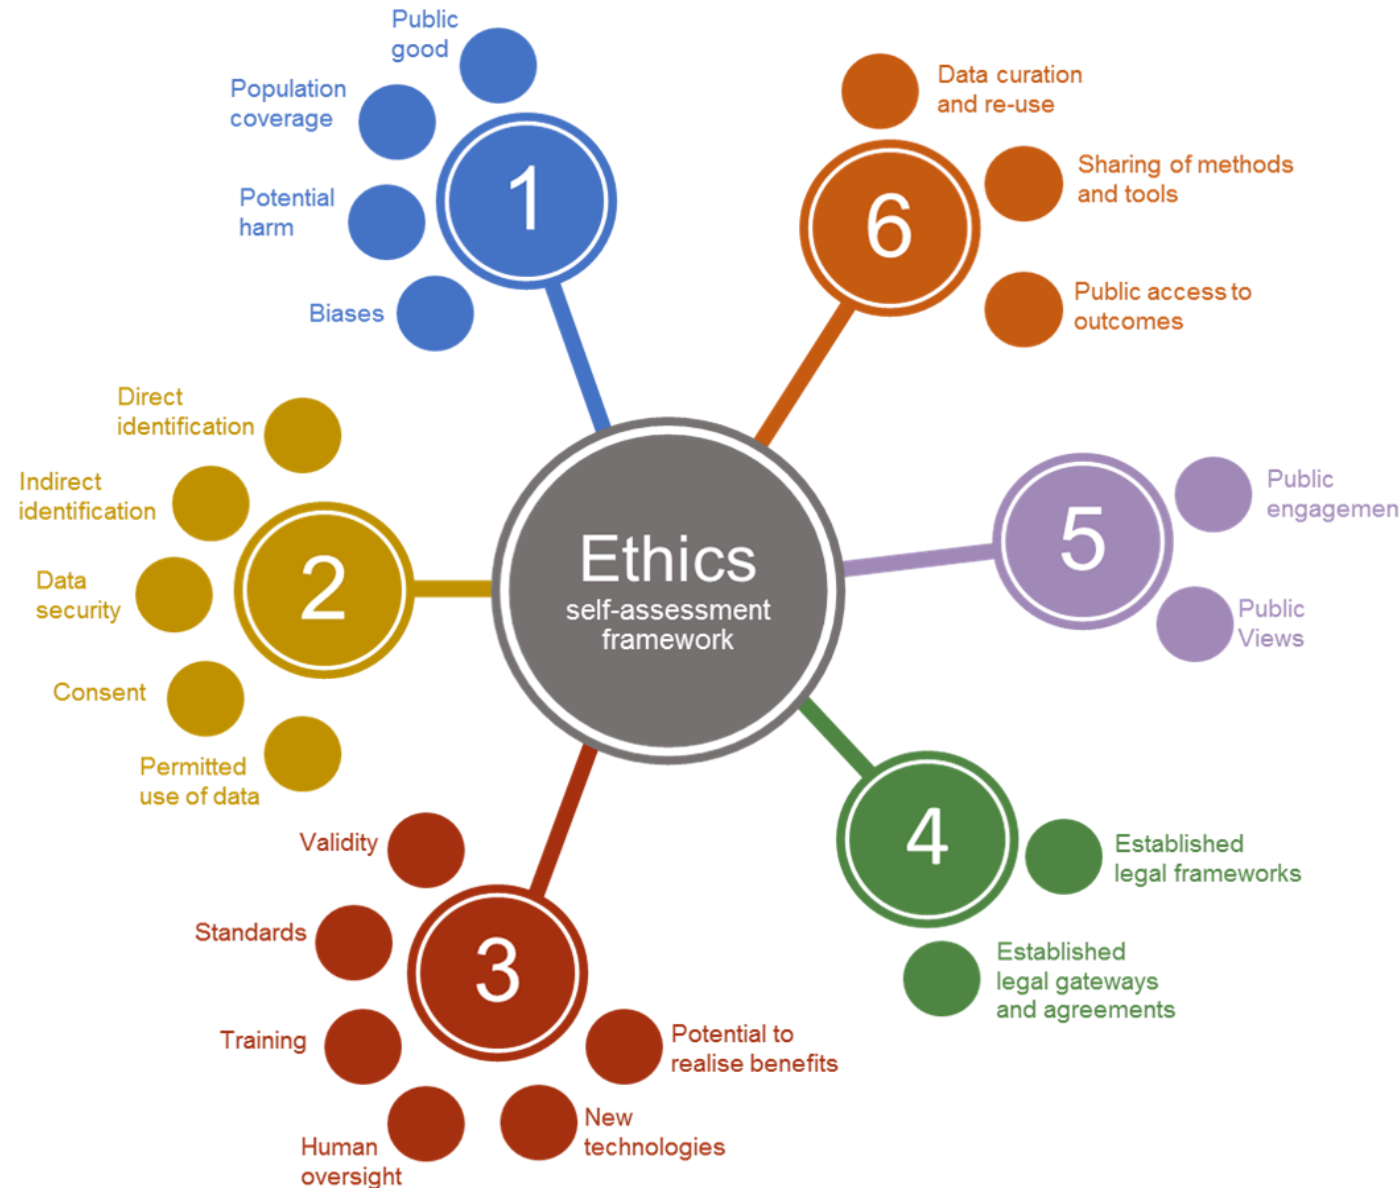 Public
good
Population
coverage
Potential
harm
Biases
1
Direct
identification
Indirect
identification
Data
security
Consent
Permitted
use of data
2
Validity
Standards
Training
Human
oversight
New
technologies
Potential to
realise benefits
3
Ethics
self-assessment
framework
4
Established
legal frameworks
Established
legal gateways
and agreements
5
Public
engagemen
Public
Views
6
Data curation
and re-use
Sharing of methods
and tools
Public access to
outcomes